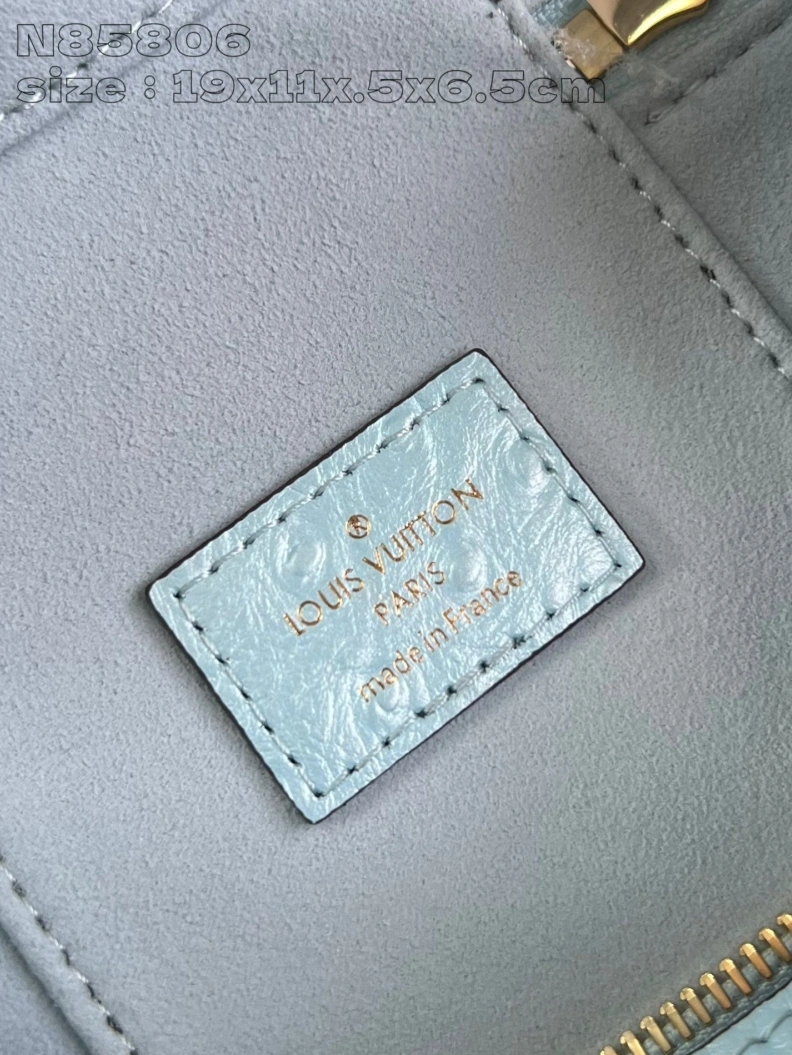 N85806
size : 19x11x.5x6.5cm
®
LOUIS VUITTON
PARIS
made in France